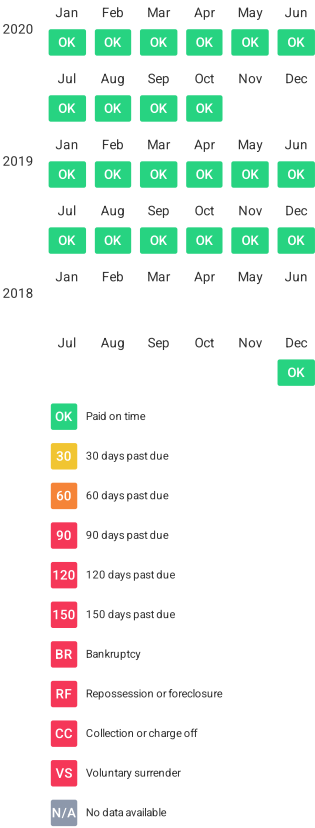 Jan Feb Mar Apr May Jun
2020
OK OK OK OK OK OK
Jul Aug Sep Oct Nov Dec
OK OK OK OK
Jan Feb Mar Apr May Jun
2019
OK OK OK OK OK OK
Jul Aug Sep Oct Nov Dec
OK OK OK OK OK OK
Jan Feb Mar Apr May Jun
2018
Jul Aug Sep Oct Nov Dec
OK
OK Paid on time
30 30 days past due
60 60 days past due
90 90 days past due
120 120 days past due
150 150 days past due
BR Bankruptcy
RF Repossession or foreclosure
CC Collection or charge off
VS Voluntary surrender
N/A No data available